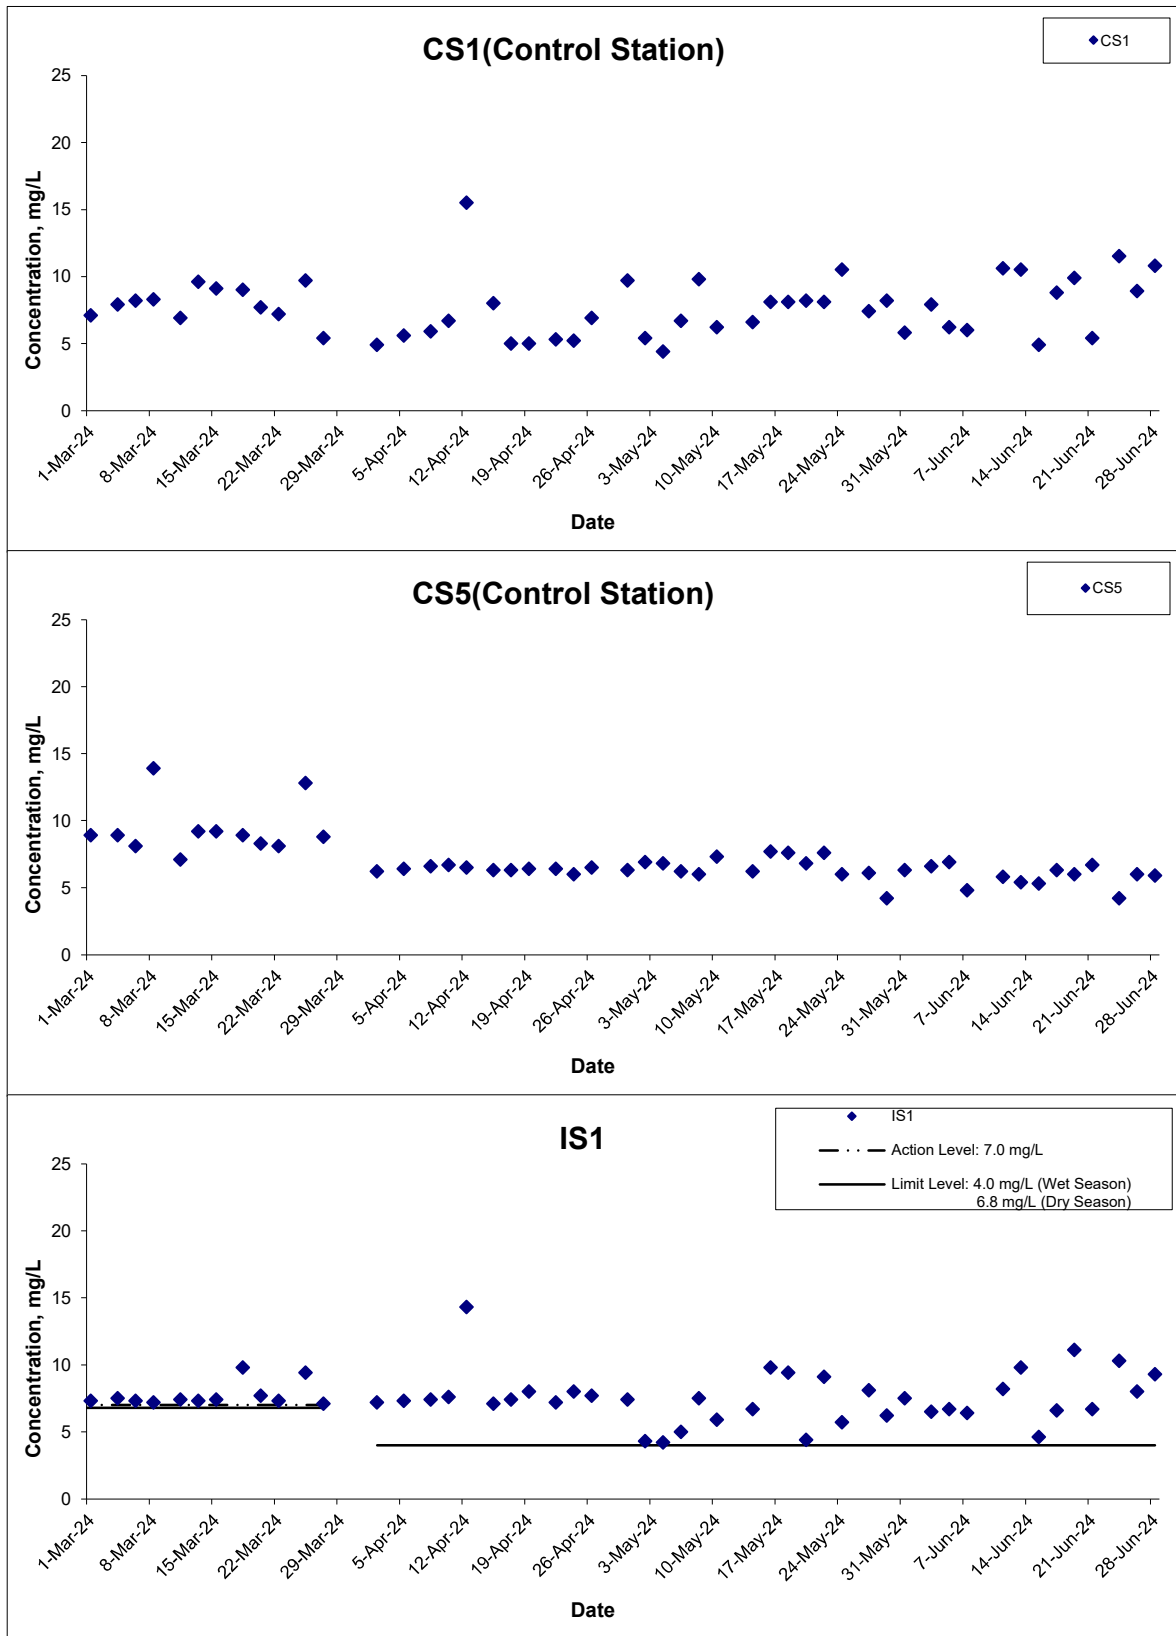 CS1(Control Station)
CS1
25
20
15
10
5
0
Concentration, mg/L
1-Mar-24
8-Mar-24
15-Mar-24
22-Mar-24
29-Mar-24
5-Apr-24
12-Apr-24
19-Apr-24
26-Apr-24
3-May-24
10-May-24
17-May-24
24-May-24
31-May-24
7-Jun-24
14-Jun-24
21-Jun-24
28-Jun-24
Date
CS5(Control Station)
CS5
25
20
15
10
5
0
Concentration, mg/L
1-Mar-24
8-Mar-24
15-Mar-24
22-Mar-24
29-Mar-24
5-Apr-24
12-Apr-24
19-Apr-24
26-Apr-24
3-May-24
10-May-24
17-May-24
24-May-24
31-May-24
7-Jun-24
14-Jun-24
21-Jun-24
28-Jun-24
Date
IS1
IS1
Action Level: 7.0 mg/L
Limit Level: 4.0 mg/L (Wet Season)
6.8 mg/L (Dry Season)
25
20
15
10
5
0
Concentration, mg/L
1-Mar-24
8-Mar-24
15-Mar-24
22-Mar-24
29-Mar-24
5-Apr-24
12-Apr-24
19-Apr-24
26-Apr-24
3-May-24
10-May-24
17-May-24
24-May-24
31-May-24
7-Jun-24
14-Jun-24
21-Jun-24
28-Jun-24
Date